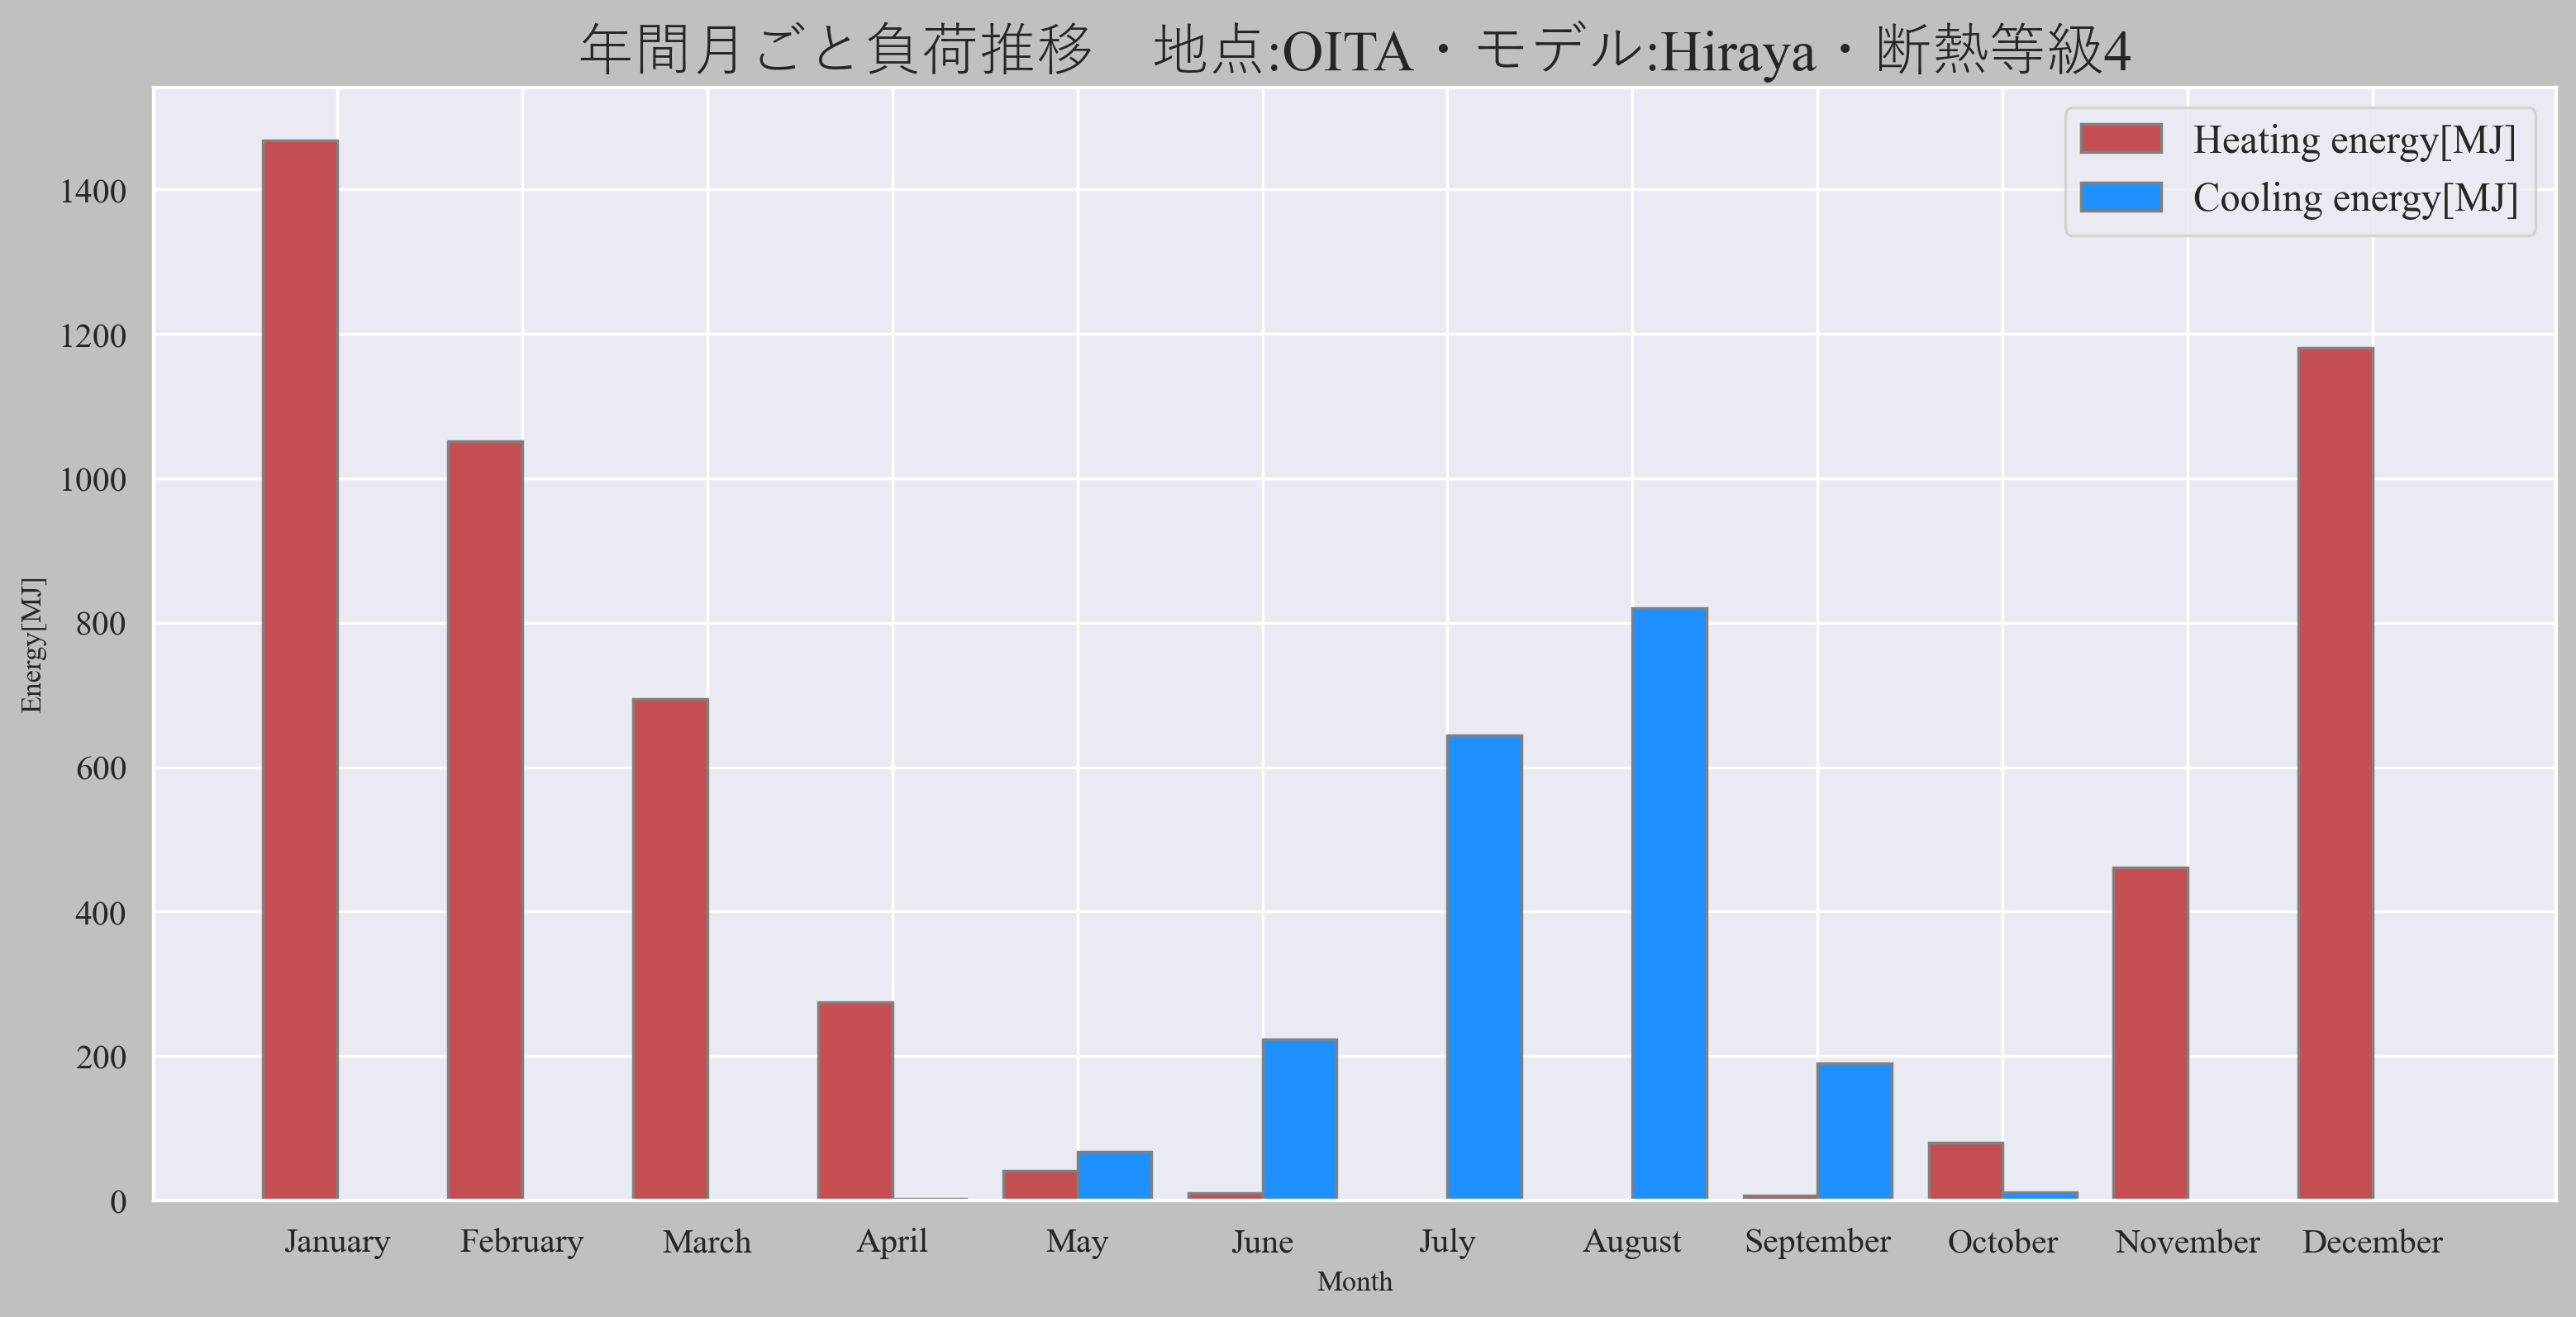 年間月ごと負荷推移　地点:OITA・モデル:Hiraya・断熱等級4
Heating energy[MJ]
Cooling energy[MJ]
Energy[MJ]
1400
1200
1000
800
600
400
200
0
January February March April May June July August September October November December
Month